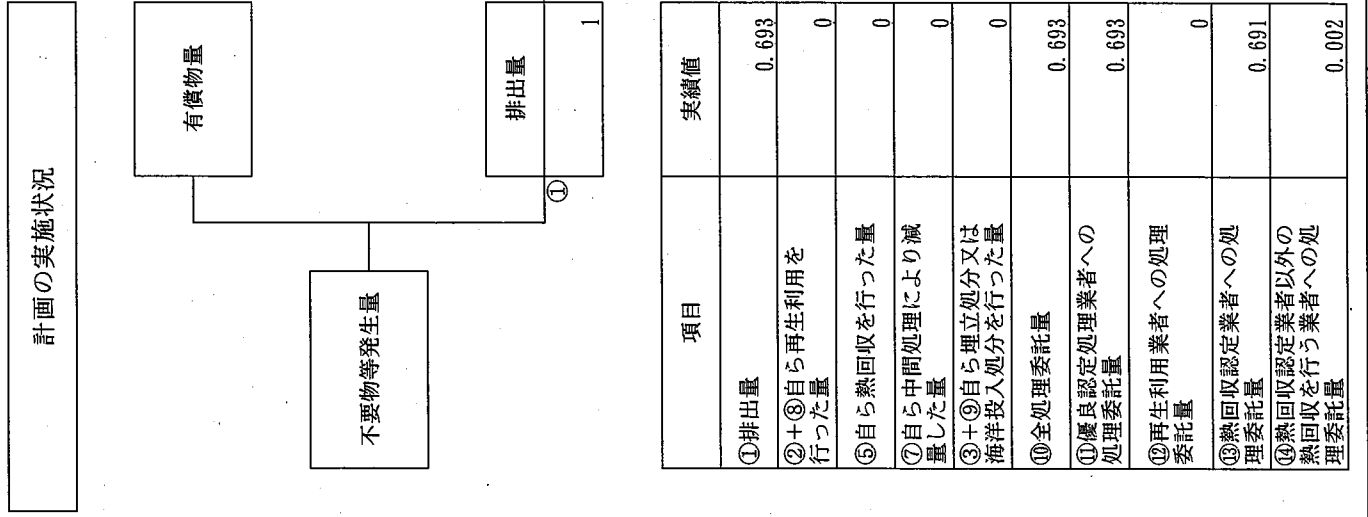 計画の実施状況
有償物量
不要物等発生量
排出量
①
1
項目
実績値
①排出量
0.693
②+⑧自ら再生利用を
行った量
0
⑤自ら熱回収を行った量
0
⑦自ら中間処理により減
量した量
0
③+⑨自ら埋立処分又は
海洋投入処分を行った量
0
⑩全処理委託量
0.693
⑪優良認定処理業者への
処理委託量
0.693
⑫再生利用業者への処理
委託量
0
⑬熱回収認定業者への処
理委託量
0.691
⑭熱回収認定業者以外の
熱回収を行う業者への処
理委託量
0.002